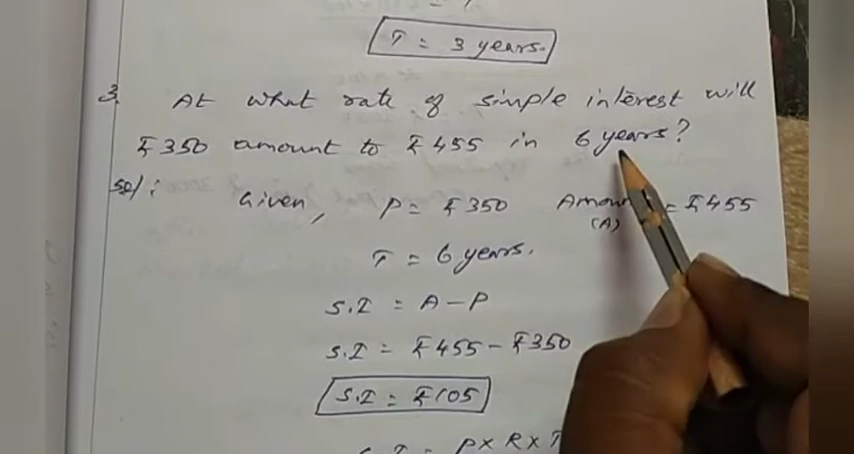 T = 3 years.
3. At what rate of simple interest will
₹350 amount to ₹455 in 6 years?
Sol:
Given, P = ₹350 Amoun = ₹455
(A)
T = 6 years.
S.I = A - P
S.I = ₹455 - ₹350
S.I = ₹105
S.I = P x R x T